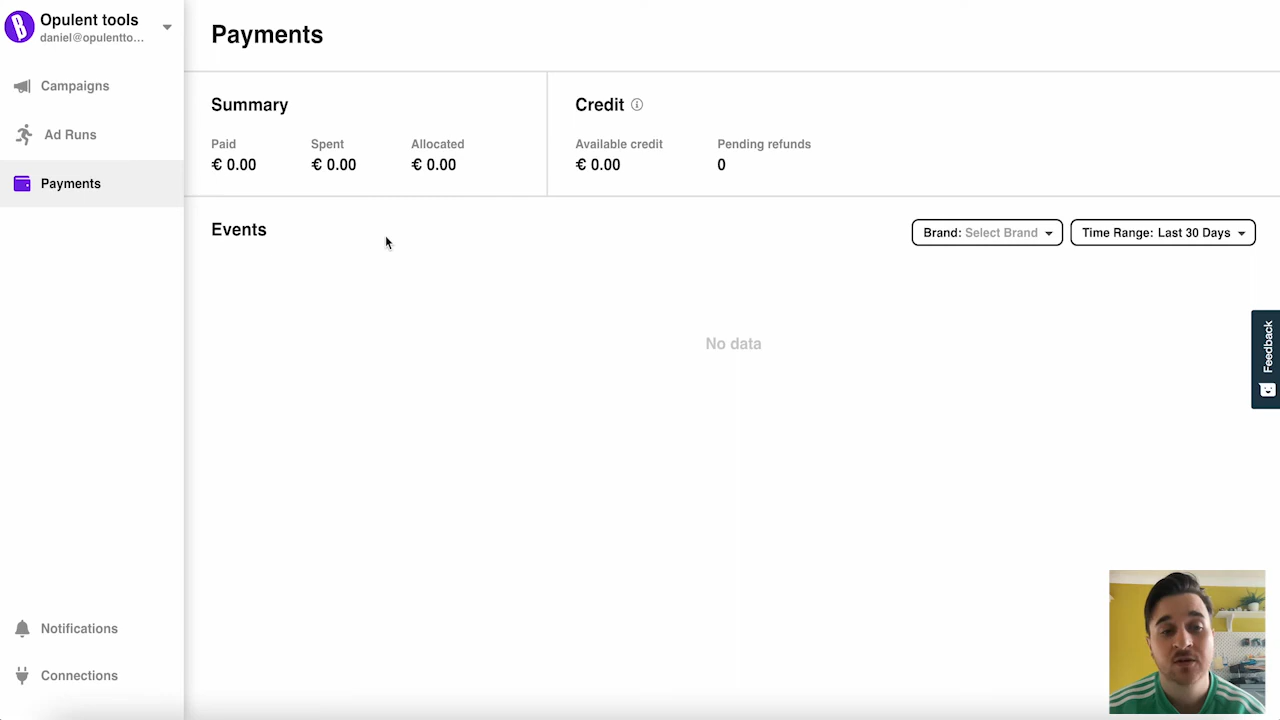 Opulent tools
daniel@opulentto...
Campaigns
Ad Runs
Payments
Notifications
Connections
Payments
Summary
Paid Spent Allocated
€ 0.00 € 0.00 € 0.00
Credit
Available credit Pending refunds
€ 0.00 0
Events
Brand: Select Brand Time Range: Last 30 Days
No data
Feedback